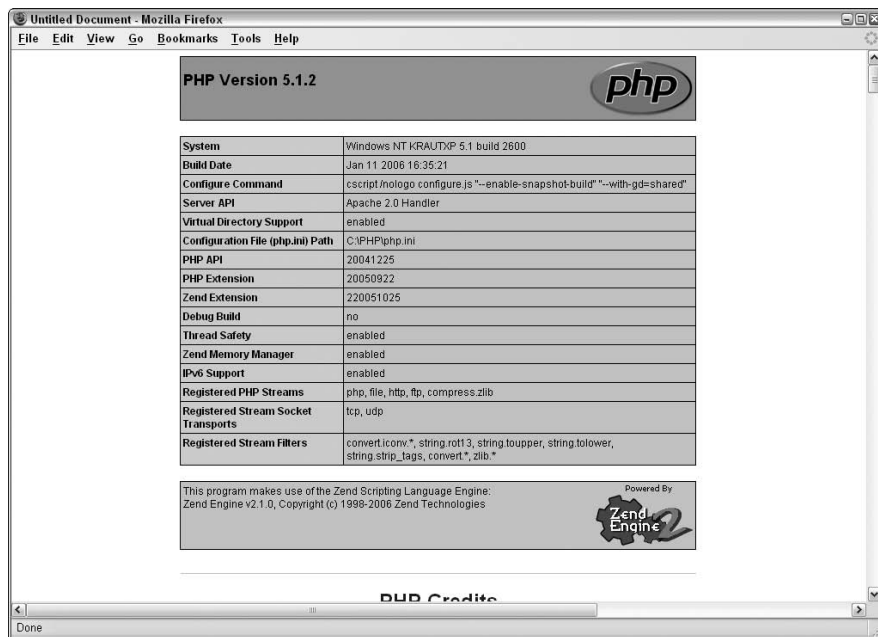 Untitled Document - Mozilla Firefox
File Edit View Go Bookmarks Tools Help
PHP Version 5.1.2
php
System Windows NT KRAUTXP 5.1 build 2600
Build Date Jan 11 2006 16:35:21
Configure Command cscript /nologo configure.js "--enable-snapshot-build" "--with-gd=shared"
Server API Apache 2.0 Handler
Virtual Directory Support enabled
Configuration File (php.ini) Path C:\PHP\php.ini
PHP API 20041225
PHP Extension 20050922
Zend Extension 220051025
Debug Build no
Thread Safety enabled
Zend Memory Manager enabled
IPv6 Support enabled
Registered PHP Streams php, file, http, ftp, compress.zlib
Registered Stream Socket Transports tcp, udp
Registered Stream Filters convert.iconv.*, string.rot13, string.toupper, string.tolower,
string.strip_tags, convert.*, zlib.*
This program makes use of the Zend Scripting Language Engine:
Zend Engine v2.1.0, Copyright (c) 1998-2006 Zend Technologies
Powered By
Zend
Engine 2
PHP Credits
Done